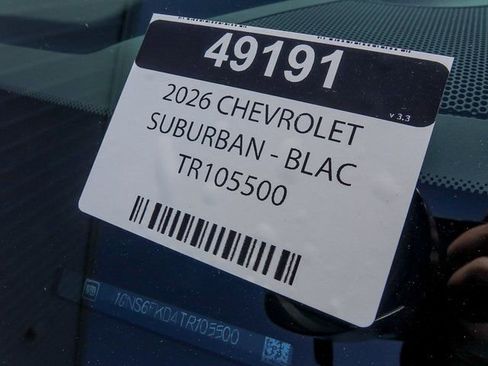 49191
v 3.3
2026 CHEVROLET
SUBURBAN - BLAC
TR105500